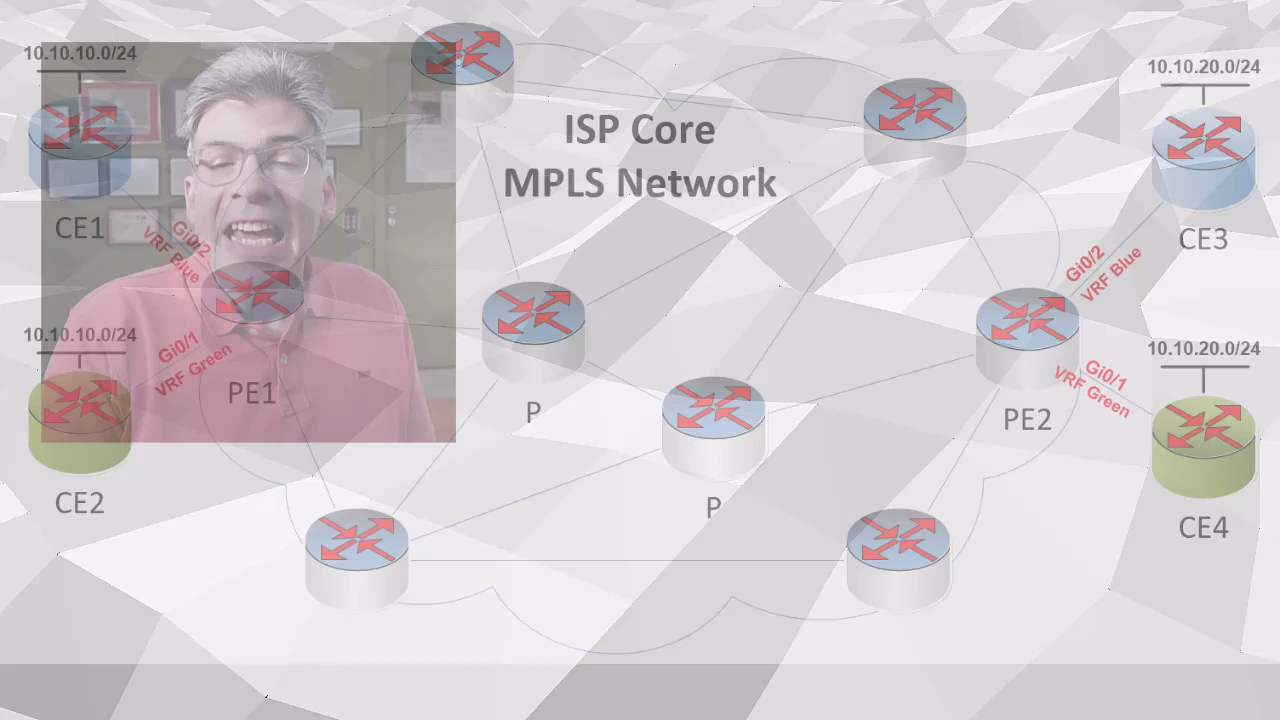 10.10.10.0/24
CE1
Gi0/2
VRF Blue
10.10.10.0/24
Gi0/1
VRF Green
CE2
PE1
ISP Core
MPLS Network
P
P
10.10.20.0/24
CE3
Gi0/2
VRF Blue
PE2
10.10.20.0/24
Gi0/1
VRF Green
CE4